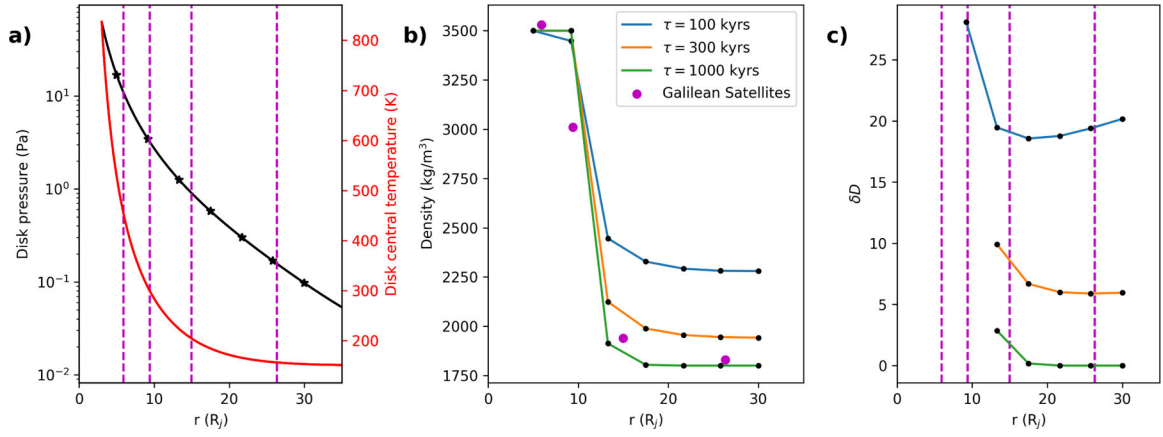 a)
Disk pressure (Pa)
10¹
10⁰
10⁻¹
10⁻²
0
10
20
30
r (R_j)
800
700
600
500
400
300
200
Disk central temperature (K)
b)
Density (kg/m³)
3500
3250
3000
2750
2500
2250
2000
1750
0
10
20
30
r (R_j)
τ = 100 kyrs
τ = 300 kyrs
τ = 1000 kyrs
Galilean Satellites
c)
δD
25
20
15
10
5
0
0
10
20
30
r (R_j)